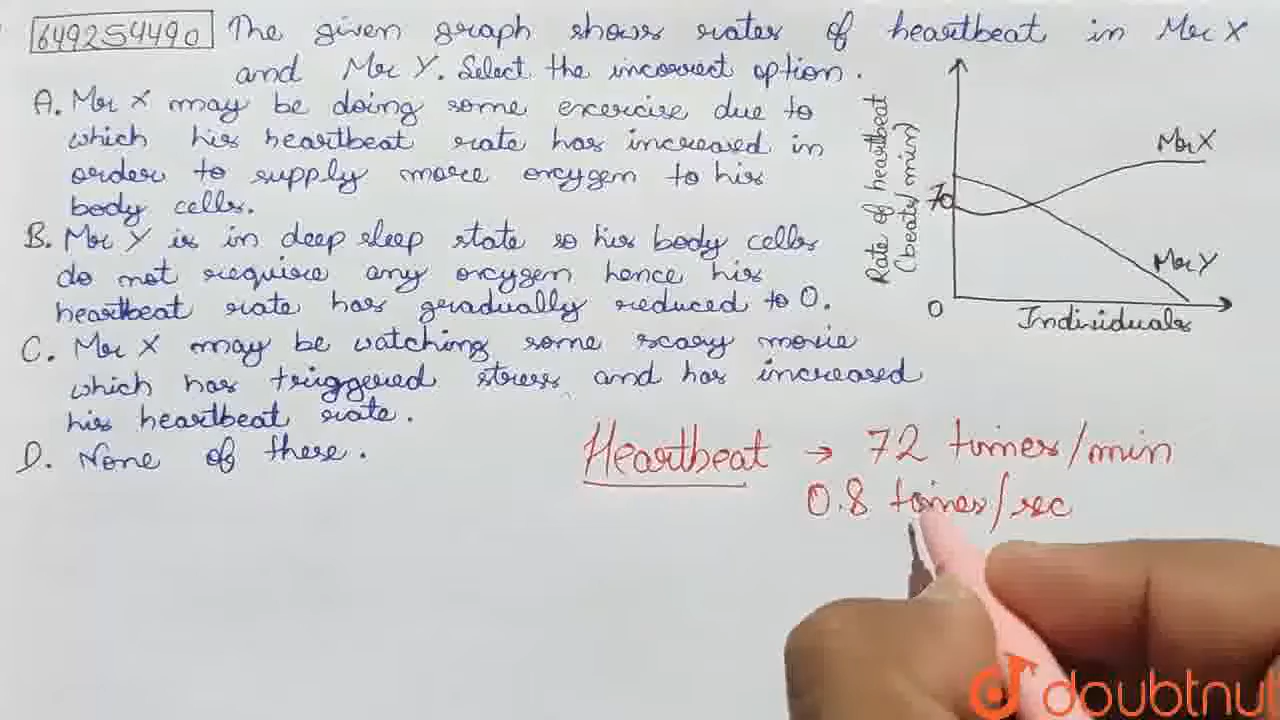 6492S4490 The given graph shows rates of heartbeat in Mr X
and Mr Y. Select the incorrect option.
A. Mr X may be doing some exercise due to
which his heartbeat rate has increased in
order to supply more oxygen to his
body cells.
B. Mr Y is in deep sleep state so his body cells
do not require any oxygen hence his
heartbeat rate has gradually reduced to 0.
C. Mr X may be watching some scary movie
which has triggered stress and has increased
his heartbeat rate.
D. None of these.
Rate of heartbeat
(beats/min)
70
0
Mr X
Mr Y
Individuals
Heartbeat → 72 times/min
0.8 times/sec
doubtnut